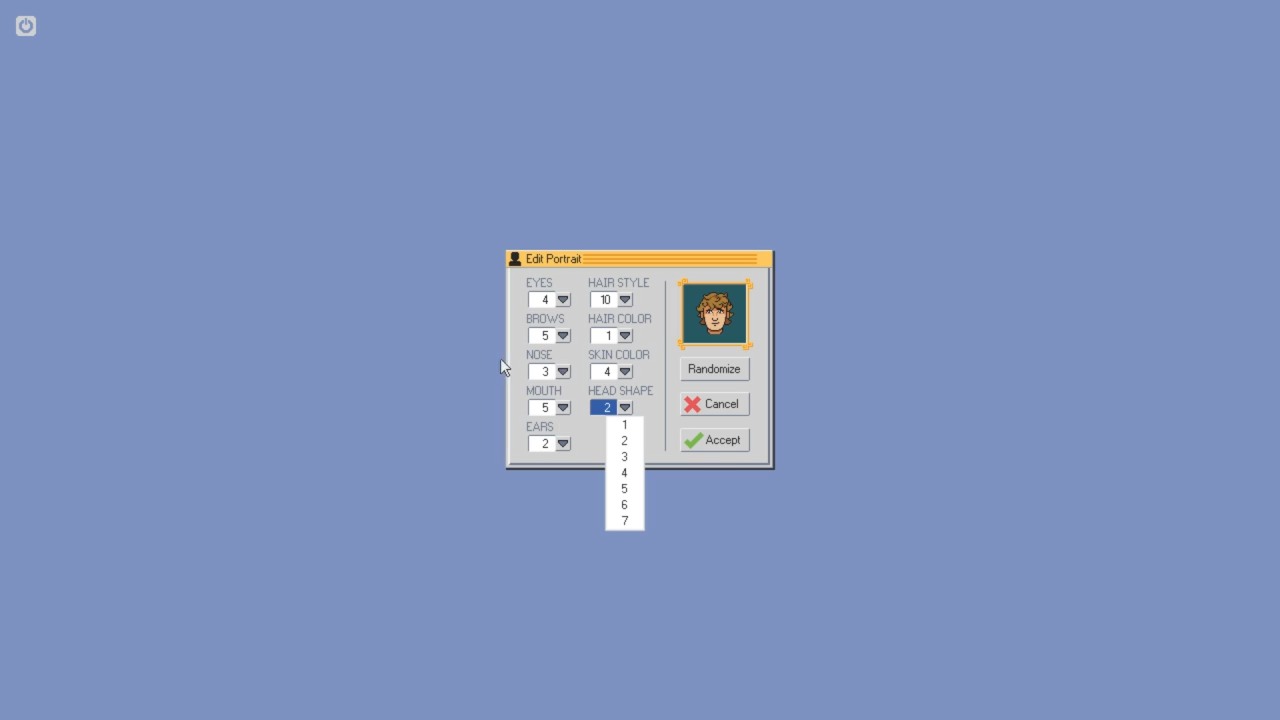 Edit Portrait
EYES HAIR STYLE
4 10
BROWS HAIR COLOR
5 1
NOSE SKIN COLOR
3 4
Randomize
MOUTH HEAD SHAPE
5 2
Cancel
1
EARS
2 2
Accept
3
4
5
6
7